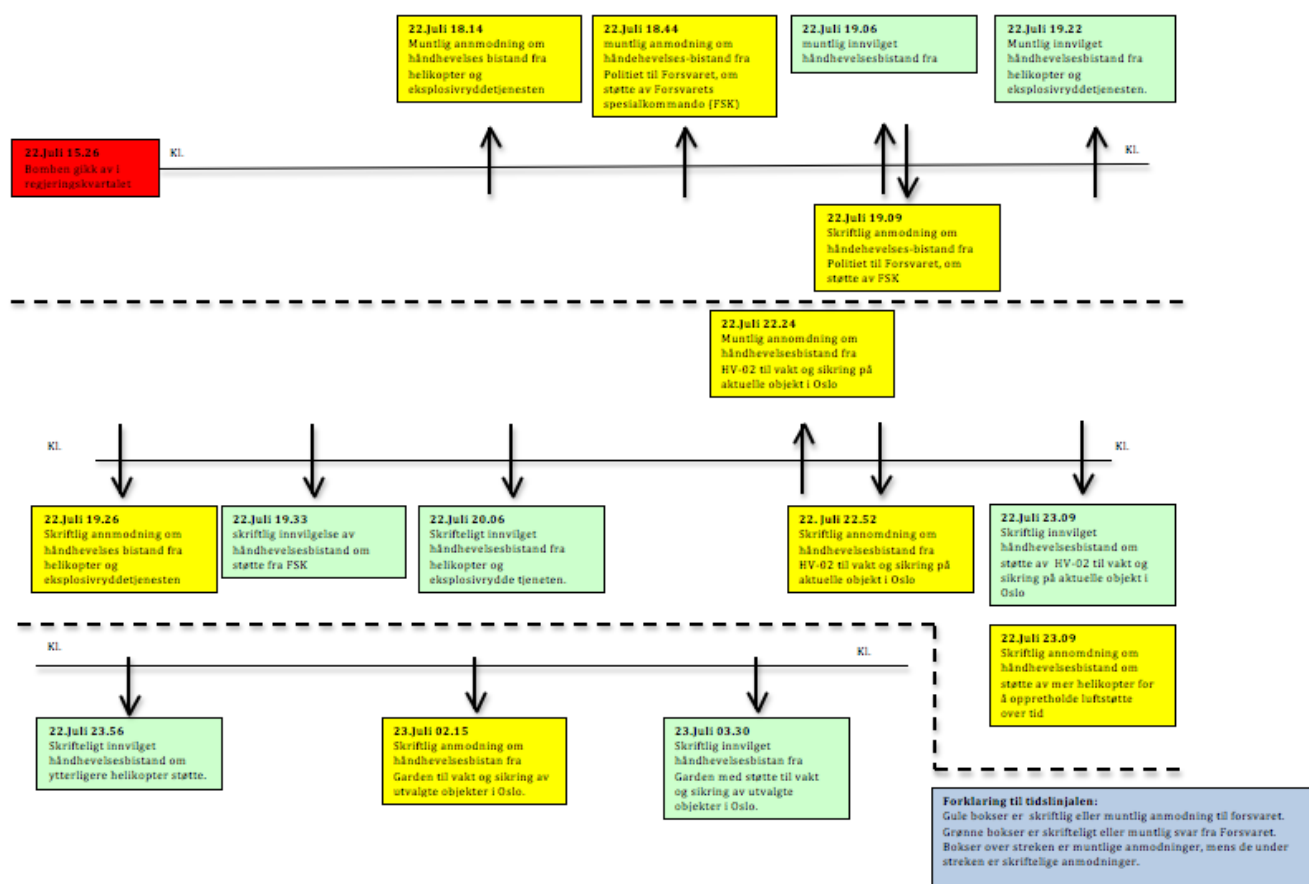 22.Juli 18.14
Muntlig annmodning om
håndhevelses bistand fra
helikopter og
eksplosivryddetjenesten
22.Juli 18.44
muntlig anmodning om
håndehevelses-bistand fra
Politiet til Forsvaret, om
støtte av Forsvarets
spesialkommando (FSK)
22.Juli 19.06
muntlig innvilget
håndhevelsesbistand fra
22.Juli 19.22
Muntlig innvilget
håndhevelsesbistand fra
helikopter og
eksplosivryddetjenesten.
22.Juli 15.26
Bomben gikk av i
regjeringskvartalet
Kl.
Kl.
22.Juli 19.09
Skriftlig anmodning om
håndehevelses-bistand fra
Politiet til Forsvaret, om
støtte av FSK
22.Juli 22.24
Muntlig annomdning om
håndhevelsesbistand fra
HV-02 til vakt og sikring på
aktuelle objekt i Oslo
Kl.
Kl.
22.Juli 19.26
Skriftlig annmodning om
håndhevelses bistand fra
helikopter og
eksplosivryddetjenesten
22.Juli 19.33
skriftlig innvilgelse av
håndhevelsesbistand om
støtte fra FSK
22.Juli 20.06
Skrifteligt innvilget
håndhevelsesbistand fra
helikopter og
eksplosivrydde tjeneten.
22. Juli 22.52
Skriftlig annomdning om
håndhevelsesbistand fra
HV-02 til vakt og sikring på
aktuelle objekt i Oslo
22.Juli 23.09
Skriftlig innvilget
håndhevelsesbistand om
støtte av HV-02 til vakt og
sikring på aktuelle objekt i
Oslo
22.Juli 23.09
Skriftlig annomdning om
håndhevelsesbistand om
støtte av mer helikopter for
å oppretholde luftstøtte
over tid
Kl.
Kl.
22.Juli 23.56
Skrifteligt innvilget
håndhevelsesbistand om
ytterligere helikopter støtte.
23.Juli 02.15
Skriftlig anmodning om
håndhevelsesbistan fra
Garden til vakt og sikring av
utvalgte objekter i Oslo.
23.Juli 03.30
Skriftlig innvilget
håndhevelsesbistan fra
Garden med støtte til vakt
og sikring av utvalgte
objekter i Oslo.
Forklaring til tidslinjalen:
Gule bokser er skriftlig eller muntlig anmodning til forsvaret.
Grønne bokser er skrifteligt eller muntlig svar fra Forsvaret.
Bokser over streken er muntlige anmodninger, mens de under
streken er skriftelige anmodninger.